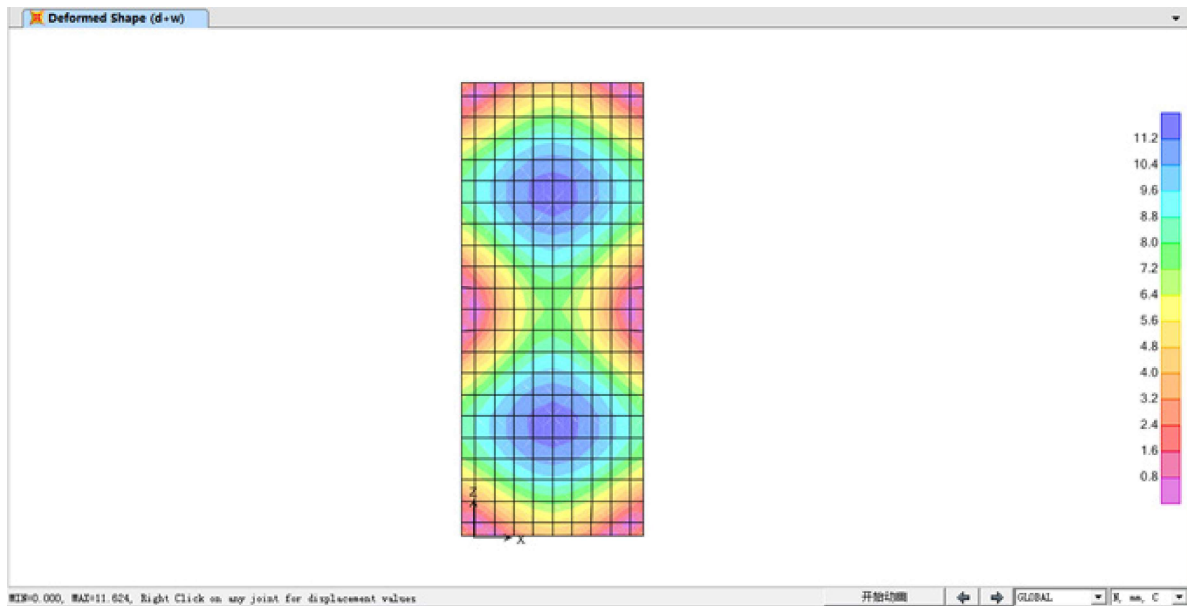 Deformed Shape (d+w)
11.2
10.4
9.6
8.8
8.0
7.2
6.4
5.6
4.8
4.0
3.2
2.4
1.6
0.8
Z
X
MIN=0.000, MAX=11.624, Right Click on any joint for displacement values
开始动画
GLOBAL
N, mm, C